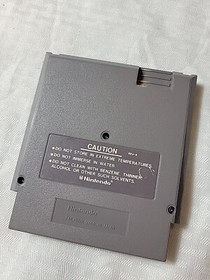 CAUTION
• DO NOT STORE IN EXTREME TEMPERATURES.
• DO NOT IMMERSE IN WATER.
• DO NOT CLEAN WITH BENZENE, THINNER,
ALCOHOL OR OTHER SUCH SOLVENTS.
Nintendo
Nintendo